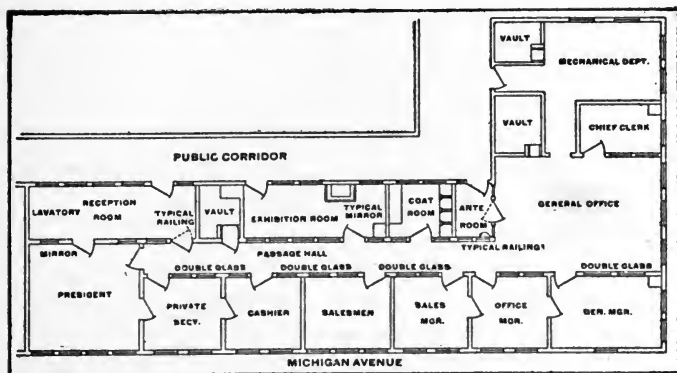 VAULT
MECHANICAL DEPT.
VAULT
CHIEF CLERK
PUBLIC CORRIDOR
LAVATORY
RECEPTION
ROOM
TYPICAL
RAILING
VAULT
EXHIBITION ROOM
TYPICAL
MIRROR
COAT
ROOM
ANTE
ROOM
GENERAL OFFICE
MIRROR
PASSAGE HALL
TYPICAL RAILINGS
DOUBLE GLASS
DOUBLE GLASS
DOUBLE GLASS
DOUBLE GLASS
PRESIDENT
PRIVATE
SECT.
CASHIER
SALESMEN
SALES
MGR.
OFFICE
MGR.
GEN. MGR.
MICHIGAN AVENUE